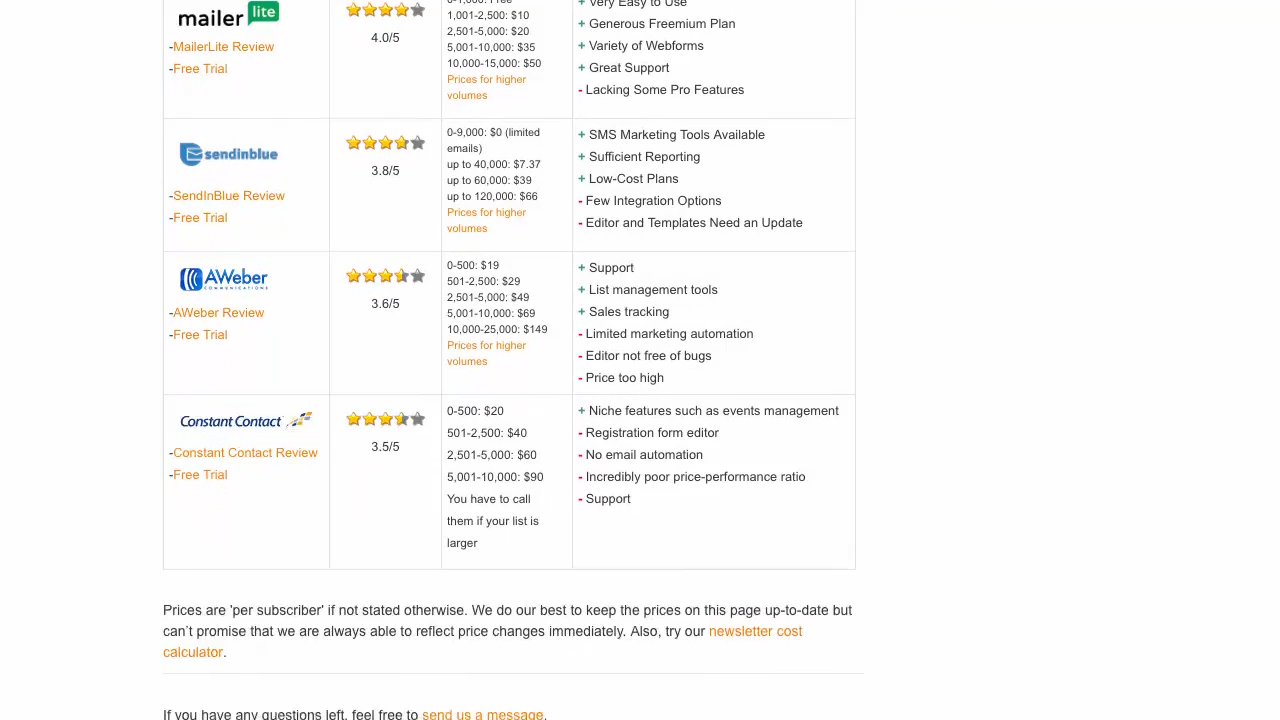 mailer lite
-MailerLite Review
-Free Trial
4.0/5
1,001-2,500: $10
2,501-5,000: $20
5,001-10,000: $35
10,000-15,000: $50
Prices for higher
volumes
+ Very Easy to Use
+ Generous Freemium Plan
+ Variety of Webforms
+ Great Support
- Lacking Some Pro Features
sendinblue
-SendInBlue Review
-Free Trial
3.8/5
0-9,000: $0 (limited
emails)
up to 40,000: $7.37
up to 60,000: $39
up to 120,000: $66
Prices for higher
volumes
+ SMS Marketing Tools Available
+ Sufficient Reporting
+ Low-Cost Plans
- Few Integration Options
- Editor and Templates Need an Update
AWeber
COMMUNICATIONS
-AWeber Review
-Free Trial
3.6/5
0-500: $19
501-2,500: $29
2,501-5,000: $49
5,001-10,000: $69
10,000-25,000: $149
Prices for higher
volumes
+ Support
+ List management tools
+ Sales tracking
- Limited marketing automation
- Editor not free of bugs
- Price too high
Constant Contact
-Constant Contact Review
-Free Trial
3.5/5
0-500: $20
501-2,500: $40
2,501-5,000: $60
5,001-10,000: $90
You have to call
them if your list is
larger
+ Niche features such as events management
- Registration form editor
- No email automation
- Incredibly poor price-performance ratio
- Support
Prices are 'per subscriber' if not stated otherwise. We do our best to keep the prices on this page up-to-date but
can't promise that we are always able to reflect price changes immediately. Also, try our newsletter cost
calculator.
If you have any questions left, feel free to send us a message.